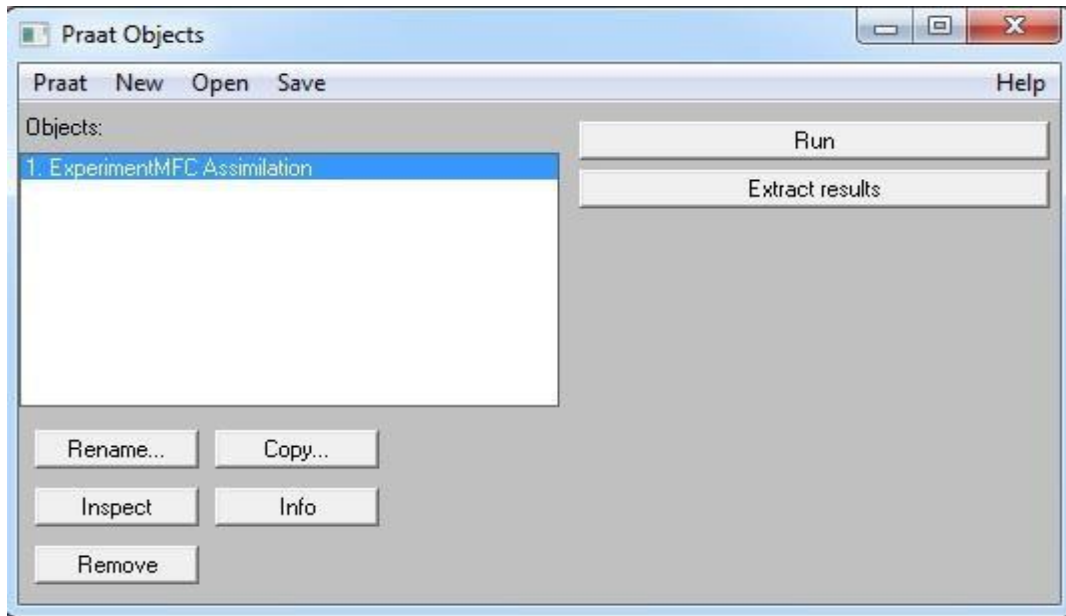 Praat Objects
Praat New Open Save Help
Objects:
1. ExperimentMFC Assimilation
Run
Extract results
Rename... Copy...
Inspect Info
Remove